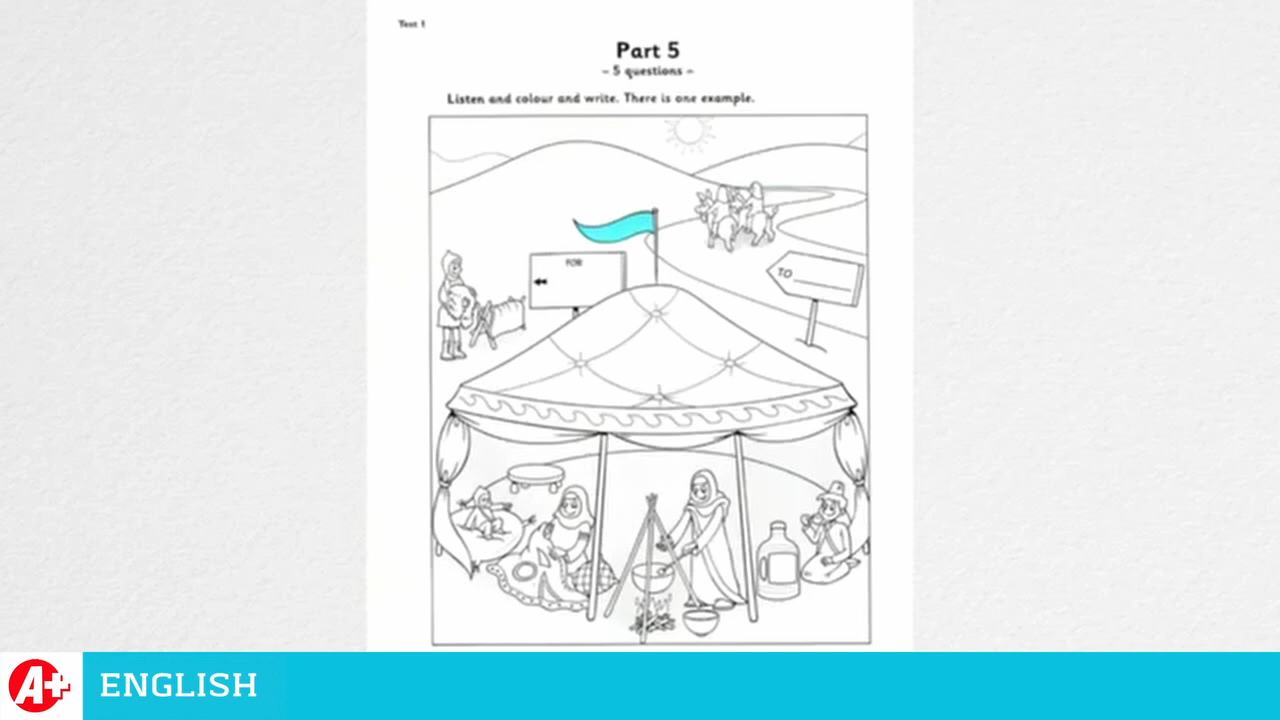 Test 1
Part 5
– 5 questions –
Listen and colour and write. There is one example.
FOR
TO
A+
ENGLISH